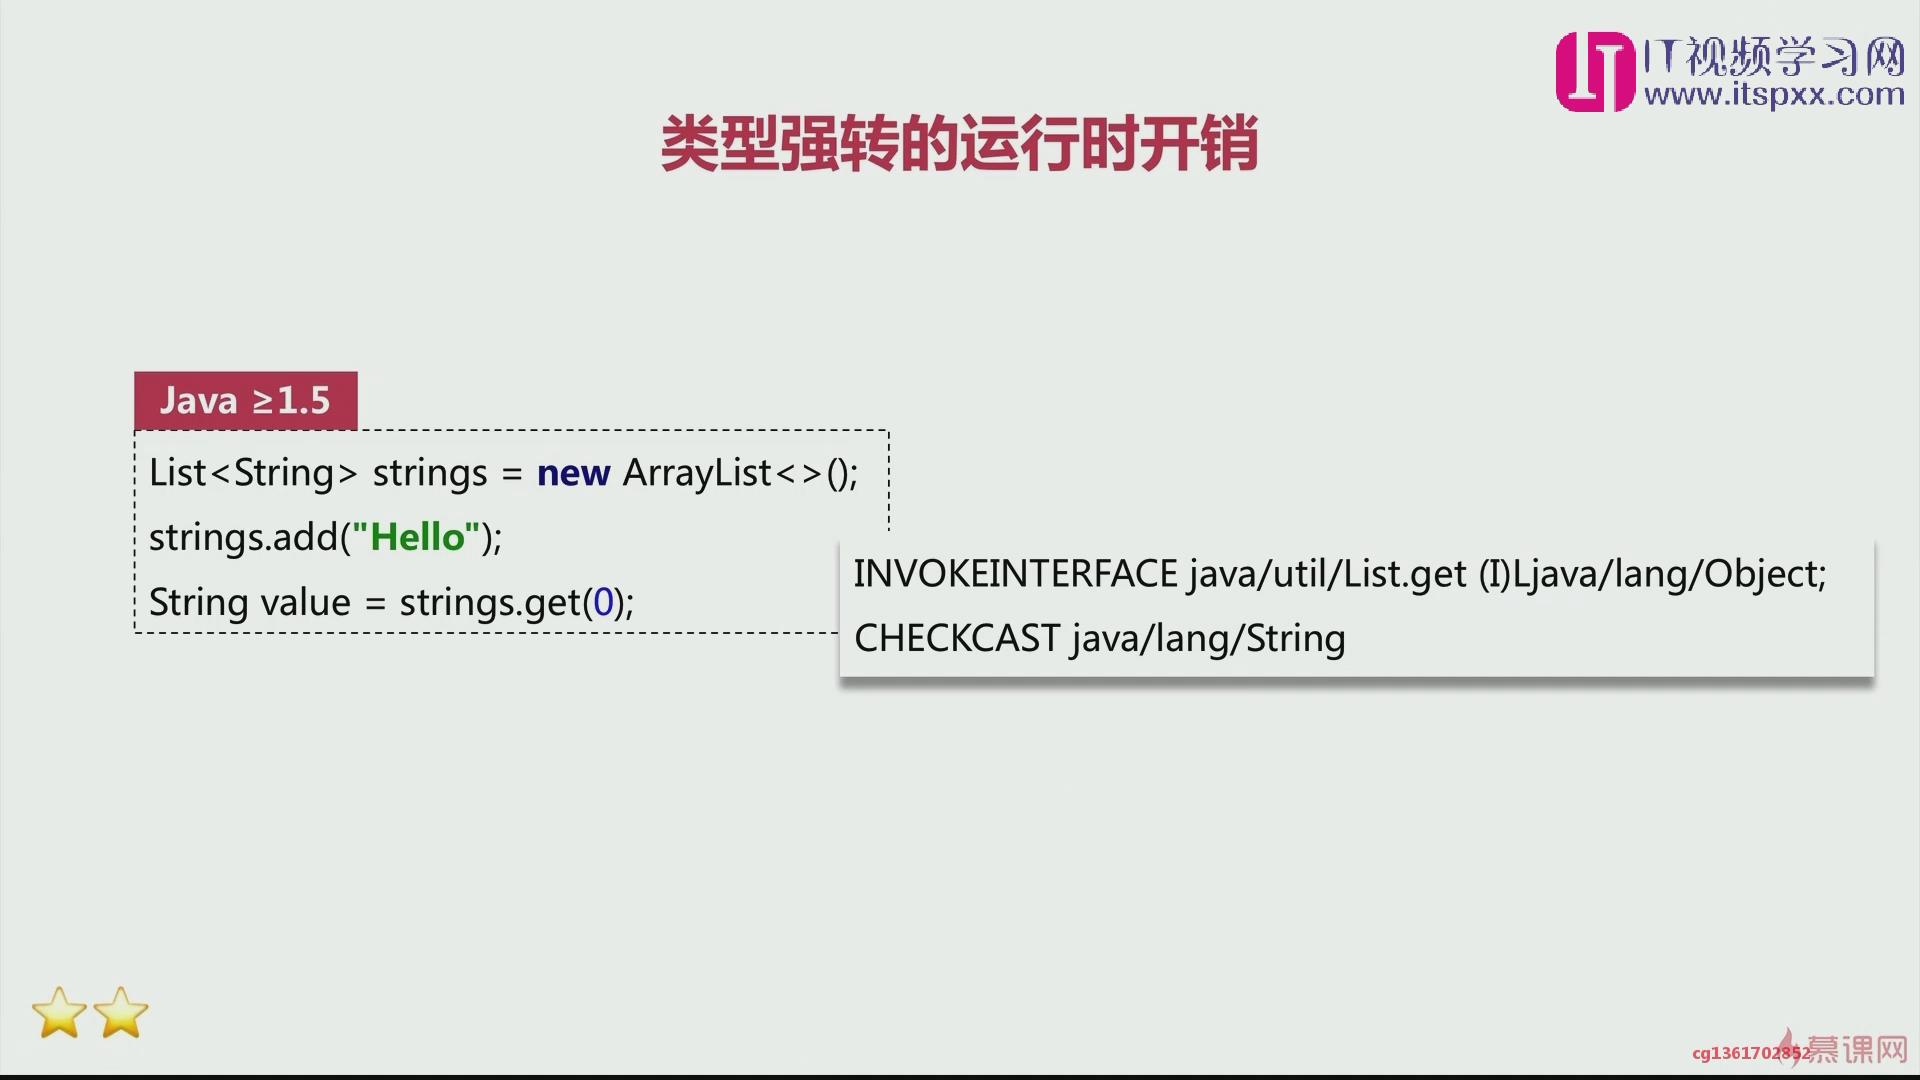 IT视频学习网
www.itspxx.com
类型强转的运行时开销
Java ≥1.5
List<String> strings = new ArrayList<>();
strings.add("Hello");
String value = strings.get(0);
INVOKEINTERFACE java/util/List.get (I)Ljava/lang/Object;
CHECKCAST java/lang/String
cg1361702852
慕课网